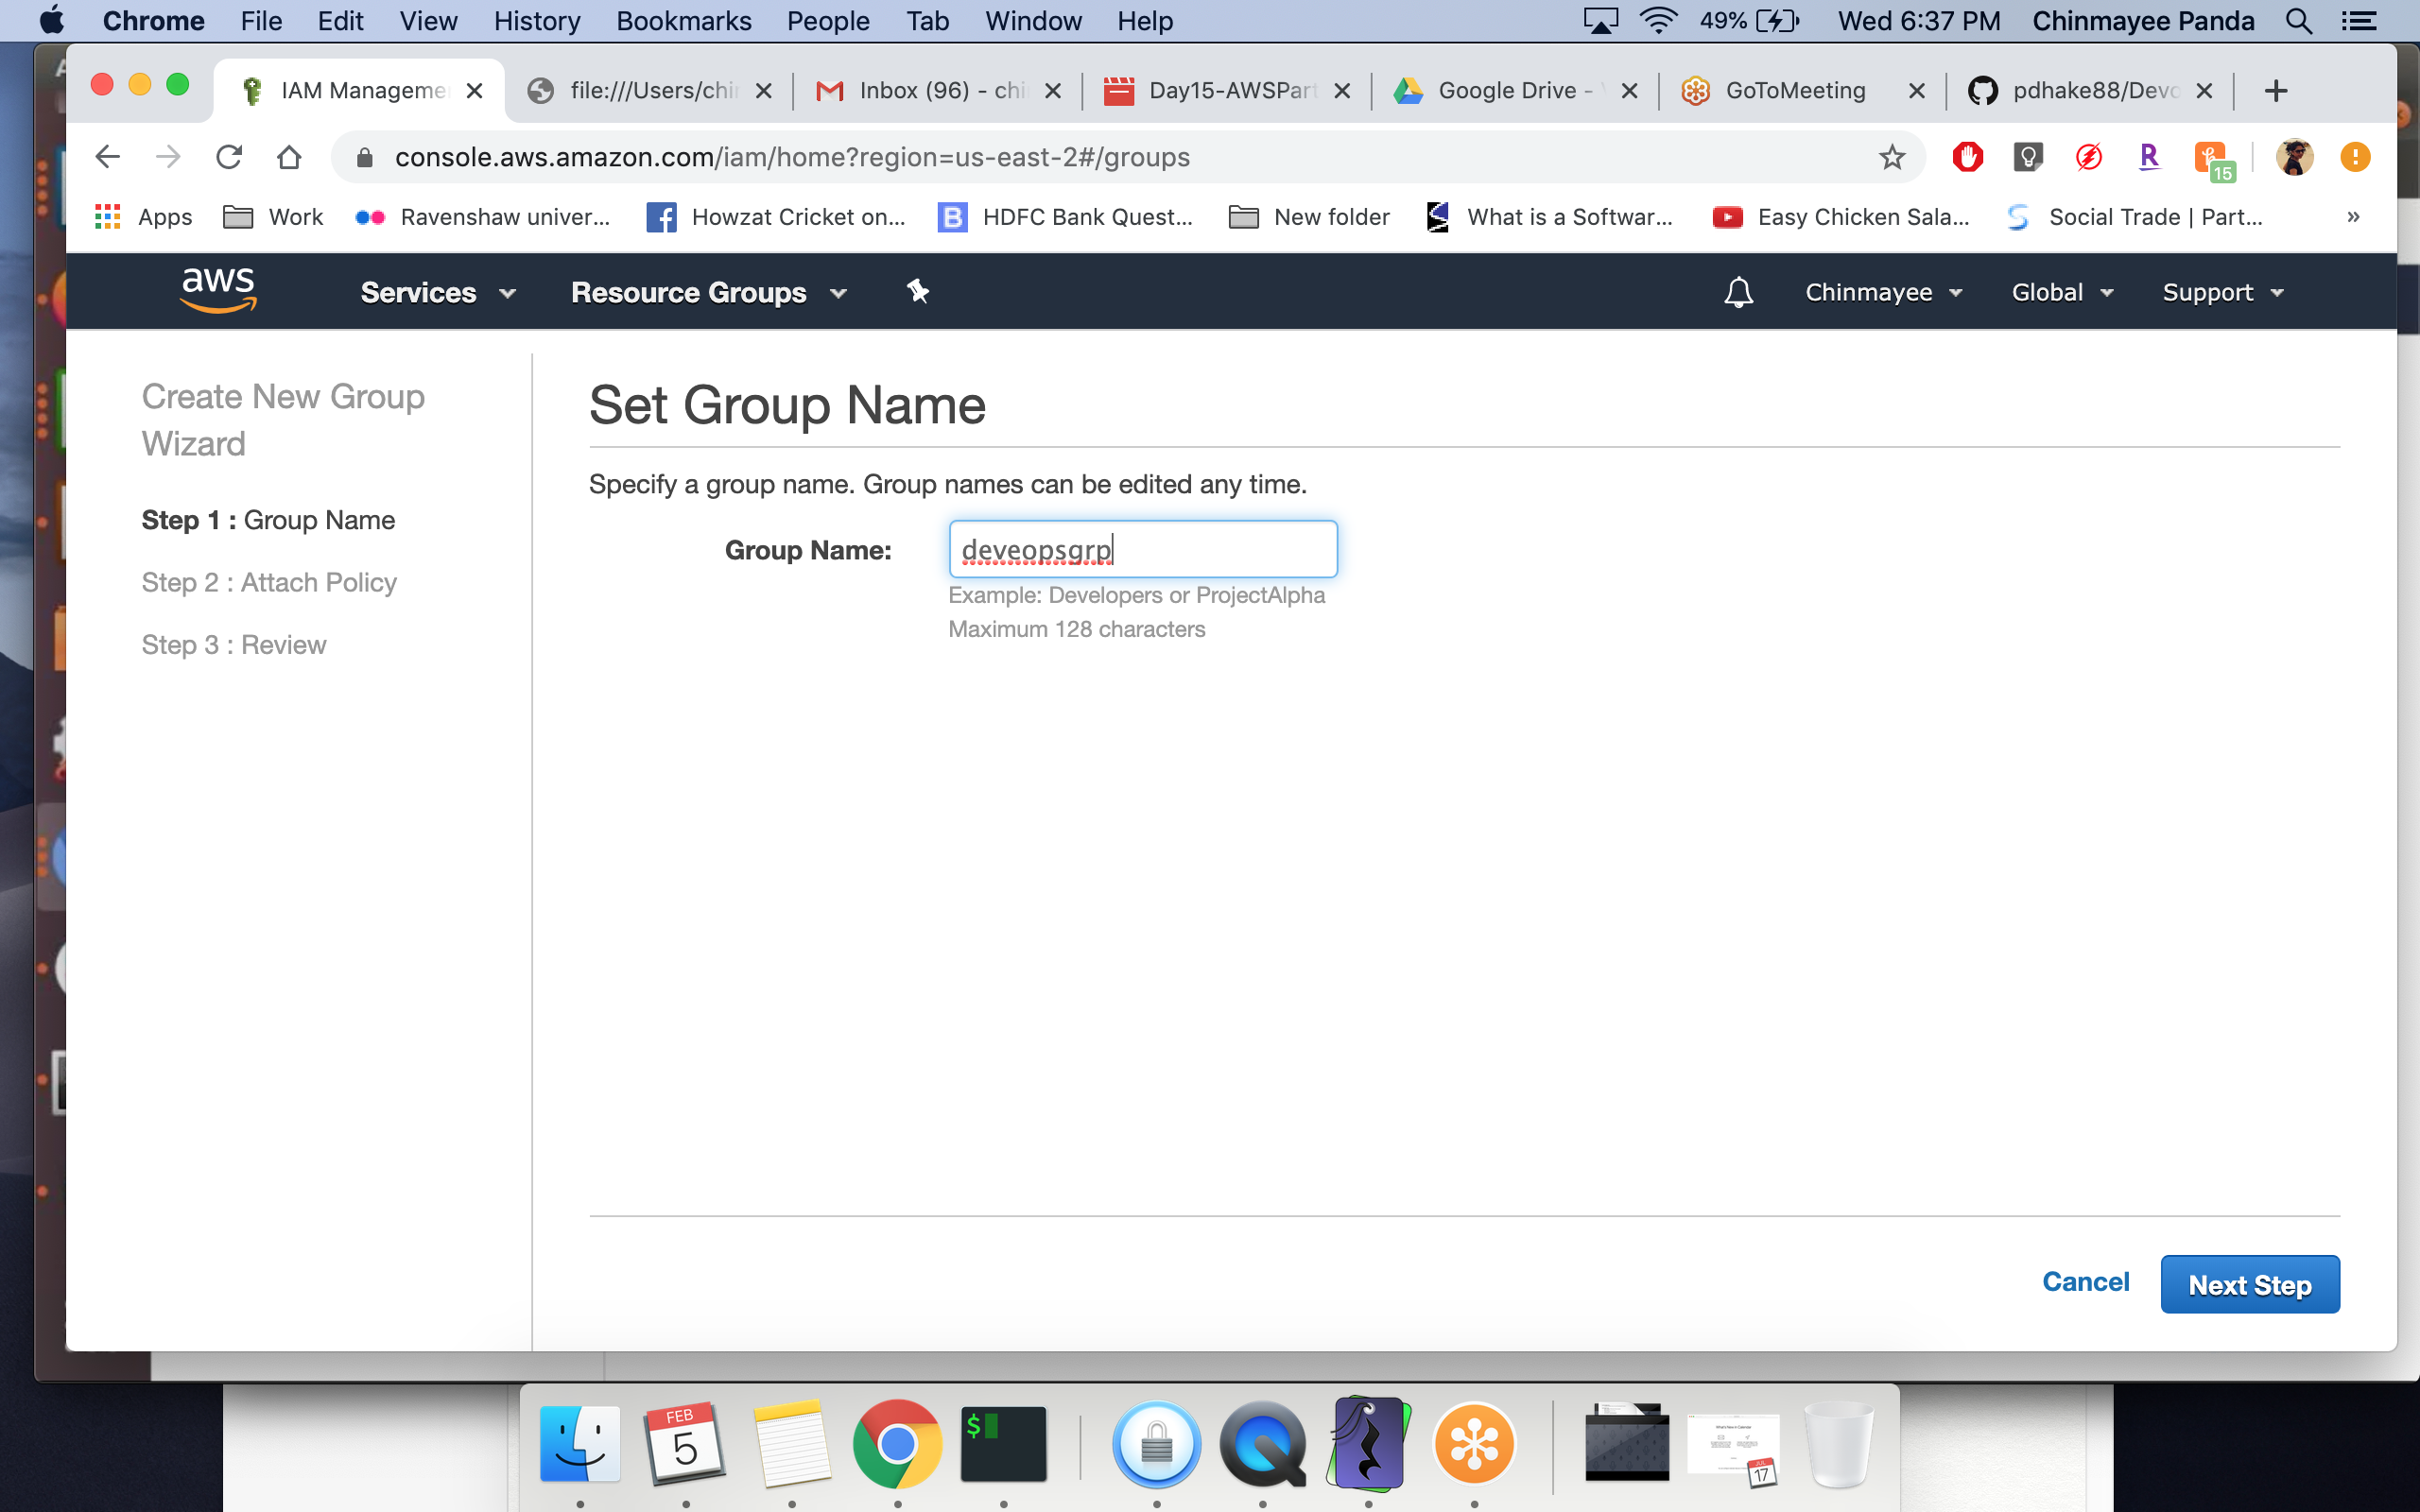 Chrome File Edit View History Bookmarks People Tab Window Help 49% Wed 6:37 PM Chinmayee Panda
IAM Manageme file:///Users/chi Inbox (96) - chi Day15-AWSPart Google Drive - GoToMeeting pdhake88/Devo
console.aws.amazon.com/iam/home?region=us-east-2#/groups
15
Apps Work Ravenshaw univer... Howzat Cricket on... HDFC Bank Quest... New folder What is a Softwar... Easy Chicken Sala... Social Trade | Part... »
aws Services Resource Groups Chinmayee Global Support
Create New Group
Wizard
Step 1 : Group Name
Step 2 : Attach Policy
Step 3 : Review
Set Group Name
Specify a group name. Group names can be edited any time.
Group Name: deveopsgrp
Example: Developers or ProjectAlpha
Maximum 128 characters
Cancel Next Step
FEB
5
$
JUL
17